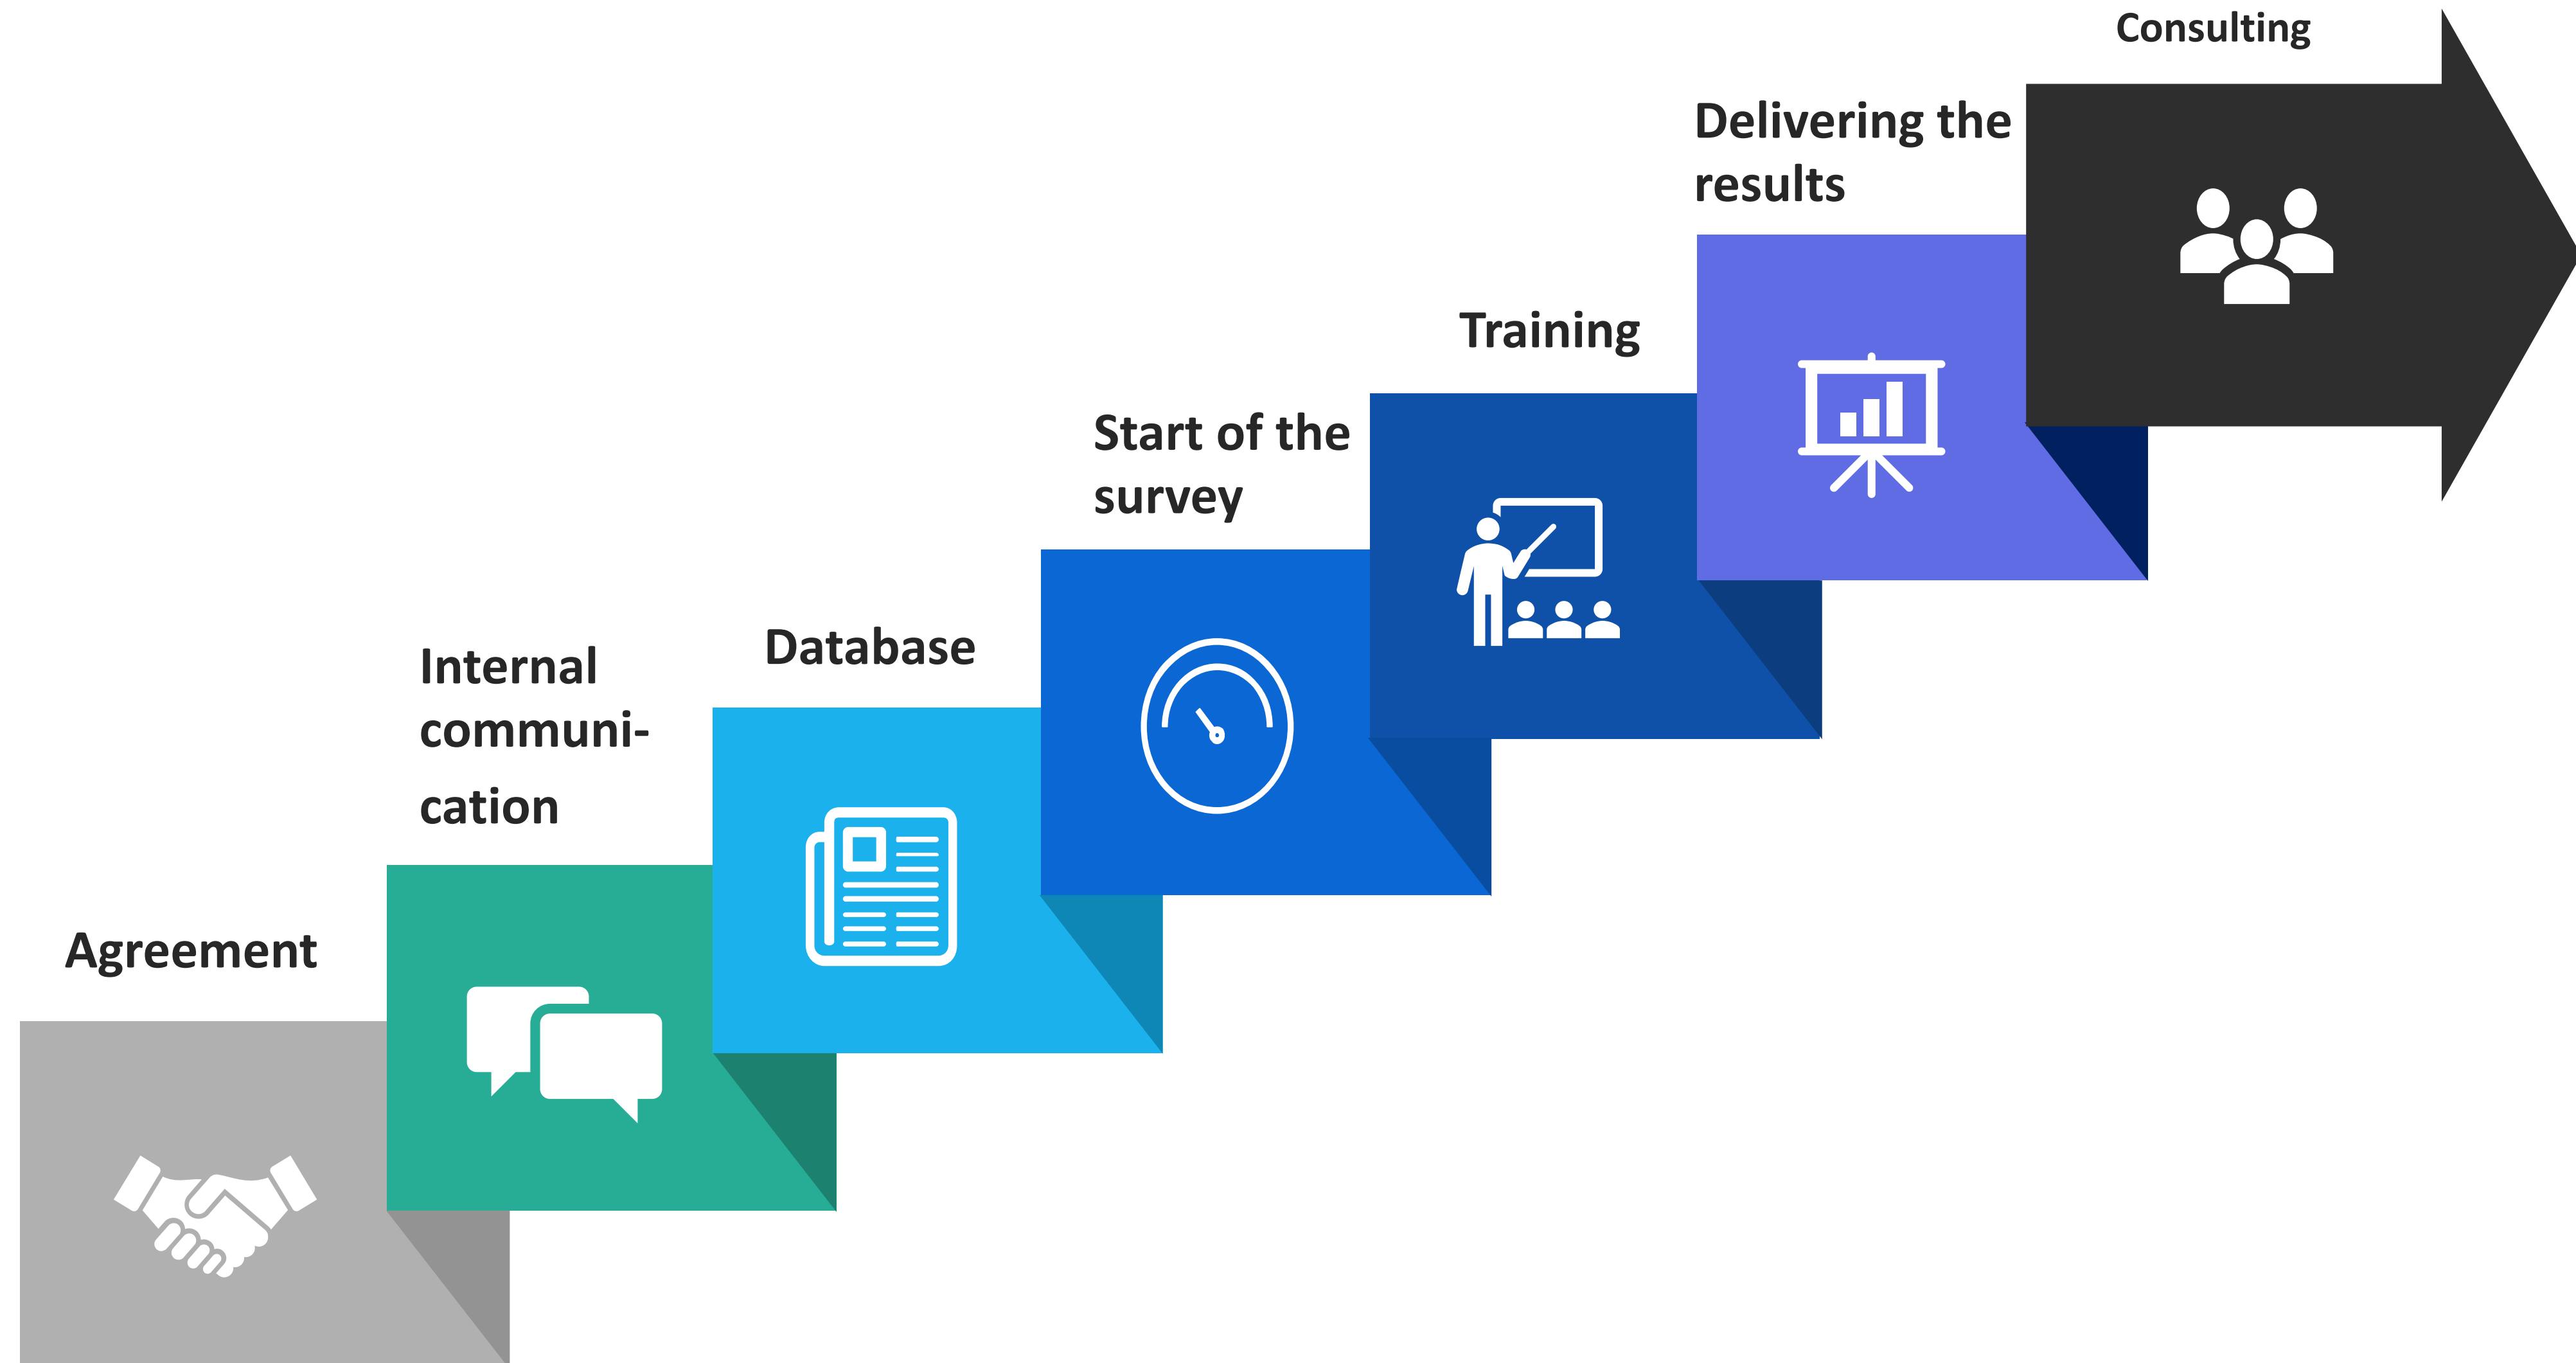 Agreement
Internal
communi-
cation
Database
Start of the
survey
Training
Delivering the
results
Consulting